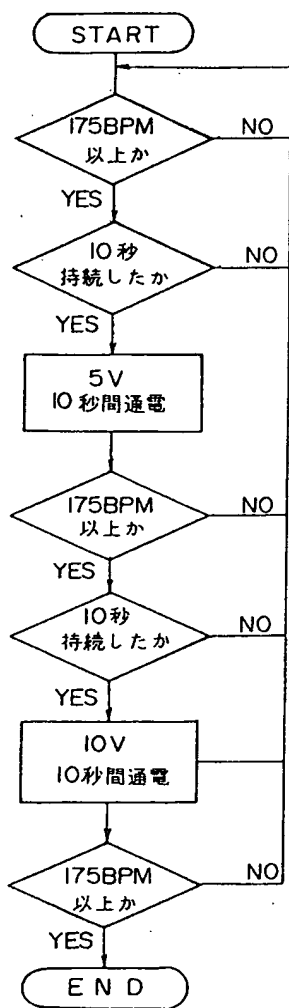 START
175BPM
以上か
NO
YES
10秒
持続したか
NO
YES
5V
10秒間通電
175BPM
以上か
NO
YES
10秒
持続したか
NO
YES
10V
10秒間通電
175BPM
以上か
NO
YES
END